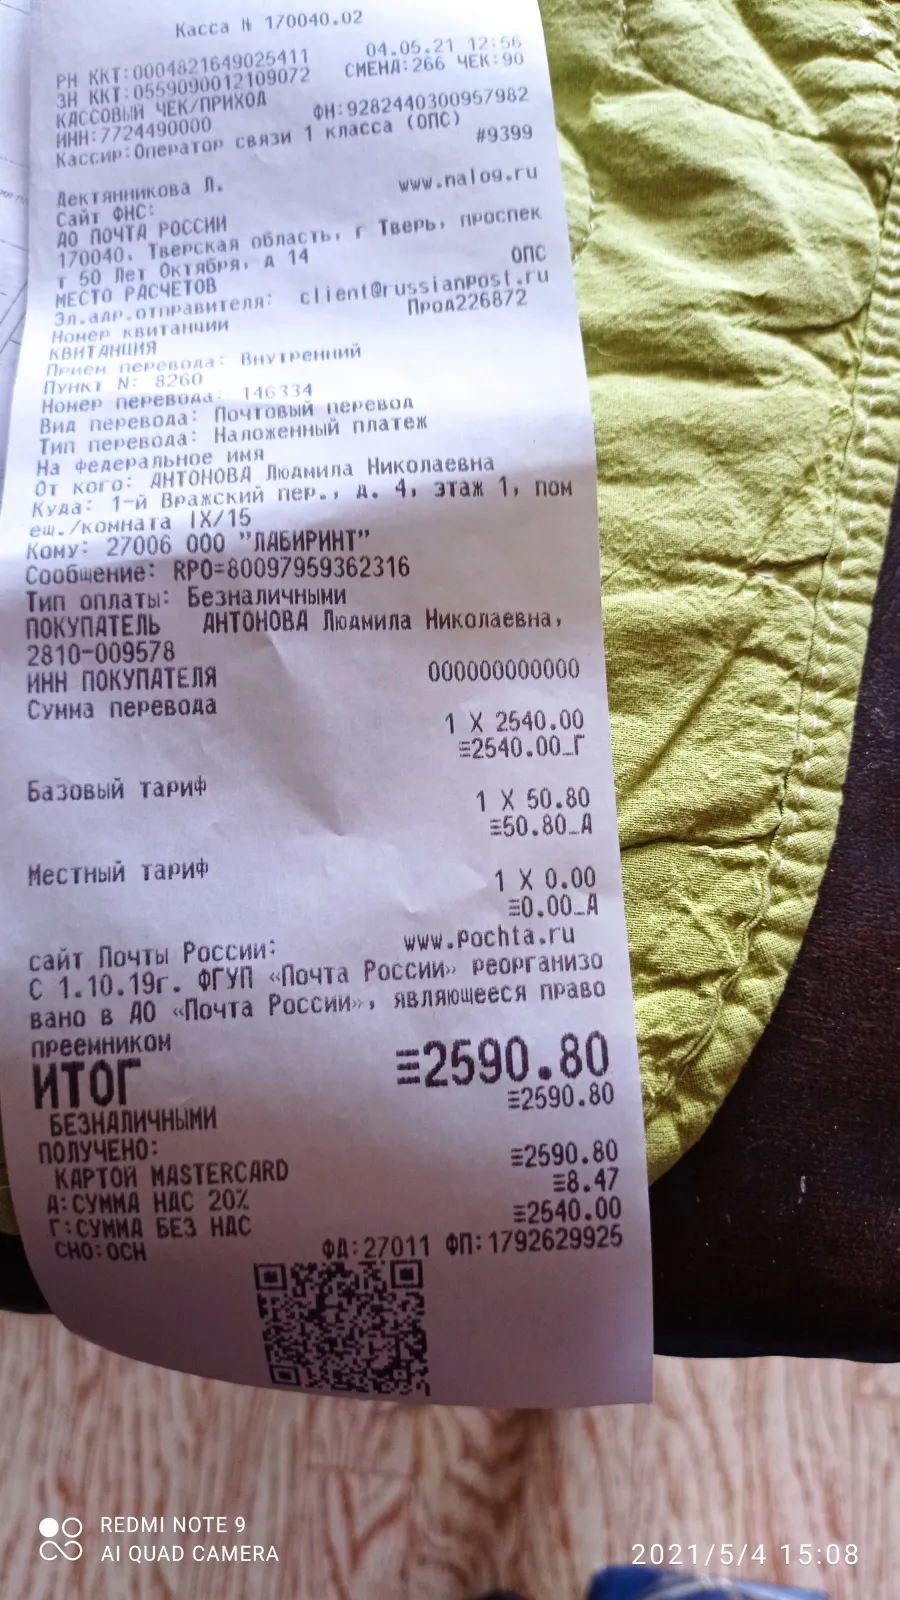 Касса № 170040.02
04.05.21 12:56
РН ККТ:0004821649025411
СМЕНА:266 ЧЕК:90
ЗН ККТ:0559090012109072
КАССОВЫЙ ЧЕК/ПРИХОД
ФН:9282440300957982
ИНН:7724490000
Кассир:Оператор связи 1 класса (ОПС)
#9399
Дектянникова Л.
Сайт ФНС: www.nalog.ru
АО ПОЧТА РОССИИ
170040, Тверская область, г Тверь, проспек
т 50 Лет Октября, д 14
МЕСТО РАСЧЕТОВ ОПС
Эл.адр.отправителя: client@russianpost.ru
Номер квитанции Прод226872
КВИТАНЦИЯ
Прием перевода: Внутренний
Пункт N: 8260
Номер перевода: 146334
Вид перевода: Почтовый перевод
Тип перевода: Наложенный платеж
На федеральное имя
От кого: АНТОНОВА Людмила Николаевна
Куда: 1-й Вражский пер., д. 4, этаж 1, пом
ещ./комната IX/15
Кому: 27006 ООО "ЛАБИРИНТ"
Сообщение: RPO=80097959362316
Тип оплаты: Безналичными
ПОКУПАТЕЛЬ АНТОНОВА Людмила Николаевна,
2810-009578
ИНН ПОКУПАТЕЛЯ 000000000000
Сумма перевода
1 X 2540.00
≡2540.00_Г
Базовый тариф
1 X 50.80
≡50.80_А
Местный тариф
1 X 0.00
≡0.00_А
сайт Почты России: www.pochta.ru
С 1.10.19г. ФГУП «Почта России» реорганизо
вано в АО «Почта России», являющееся право
преемником
ИТОГ ≡2590.80
БЕЗНАЛИЧНЫМИ ≡2590.80
ПОЛУЧЕНО:
КАРТОЙ MASTERCARD ≡2590.80
А:СУММА НДС 20% ≡8.47
Г:СУММА БЕЗ НДС ≡2540.00
СНО:ОСН ФД:27011 ФП:1792629925
REDMI NOTE 9
AI QUAD CAMERA
2021/5/4 15:08